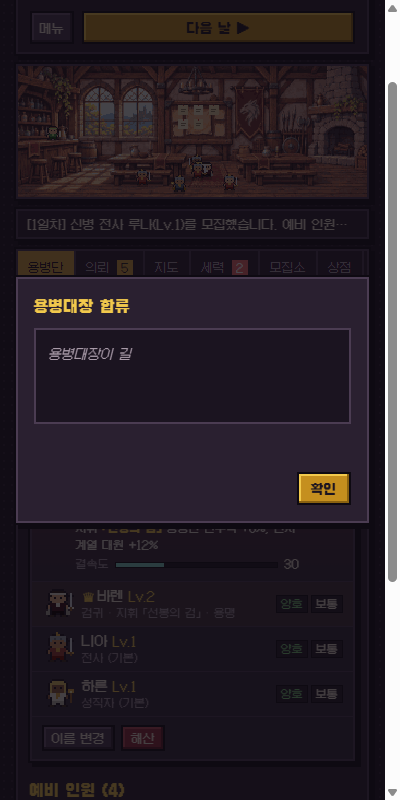 메뉴
다음 날 ▶
[1일차] 신병 전사 루나(Lv.1)를 모집했습니다. 예비 인원…
용병단
의뢰 5
지도
세력 2
모집소
상점
용병대장 합류
용병대장이 길
확인
계열 대원 +12%
결속도 30
바렌 Lv.2
검귀 · 지휘 「선봉의 검」 · 용명
양호 보통
니아 Lv.1
전사 (기본)
양호 보통
하른 Lv.1
성직자 (기본)
양호 보통
이름 변경
해산
예비 인원 (4)